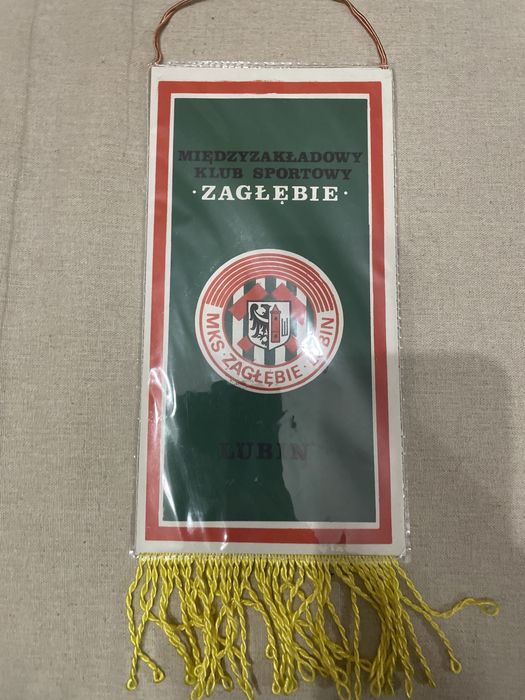 MIĘDZYZAKŁADOWY
KLUB SPORTOWY
·ZAGŁĘBIE·
MKS·ZAGŁĘBIE·LUBIN
LUBIN